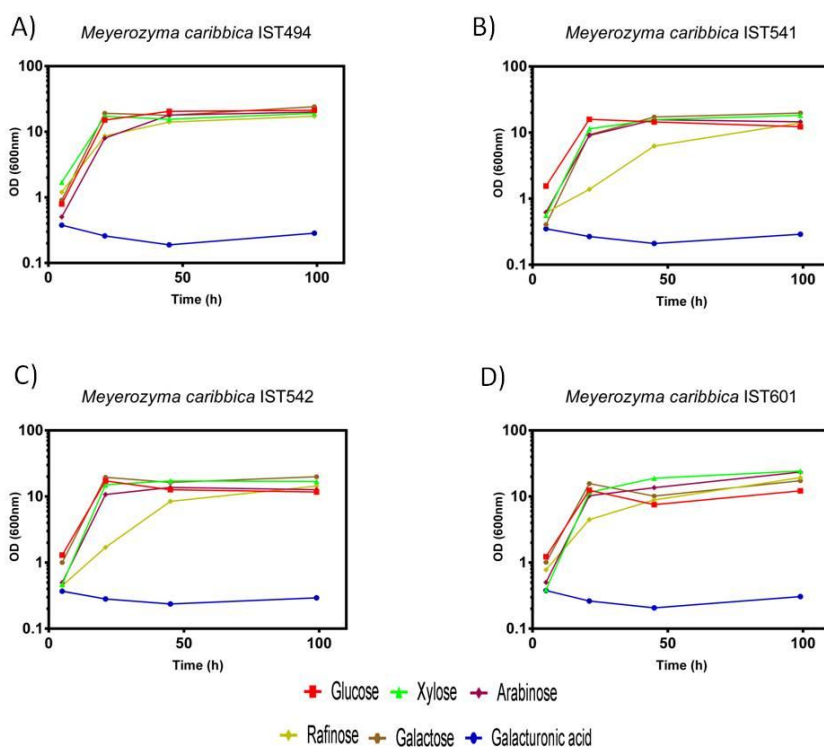 A)
Meyerozyma caribbica IST494
100
10
1
0.1
OD (600nm)
0
50
100
Time (h)
B)
Meyerozyma caribbica IST541
100
10
1
0.1
OD (600nm)
0
50
100
Time (h)
C)
Meyerozyma caribbica IST542
100
10
1
0.1
OD (600nm)
0
50
100
Time (h)
D)
Meyerozyma caribbica IST601
100
10
1
0.1
OD (600nm)
0
50
100
Time (h)
Glucose Xylose Arabinose
Rafinose Galactose Galacturonic acid